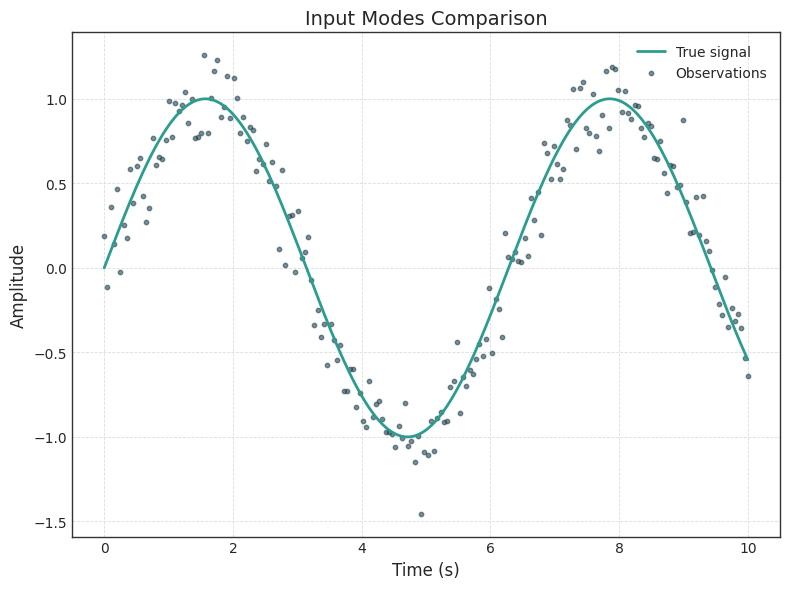 Input Modes Comparison
True signal
Observations
1.0
0.5
0.0
−0.5
−1.0
−1.5
Amplitude
0 2 4 6 8 10
Time (s)